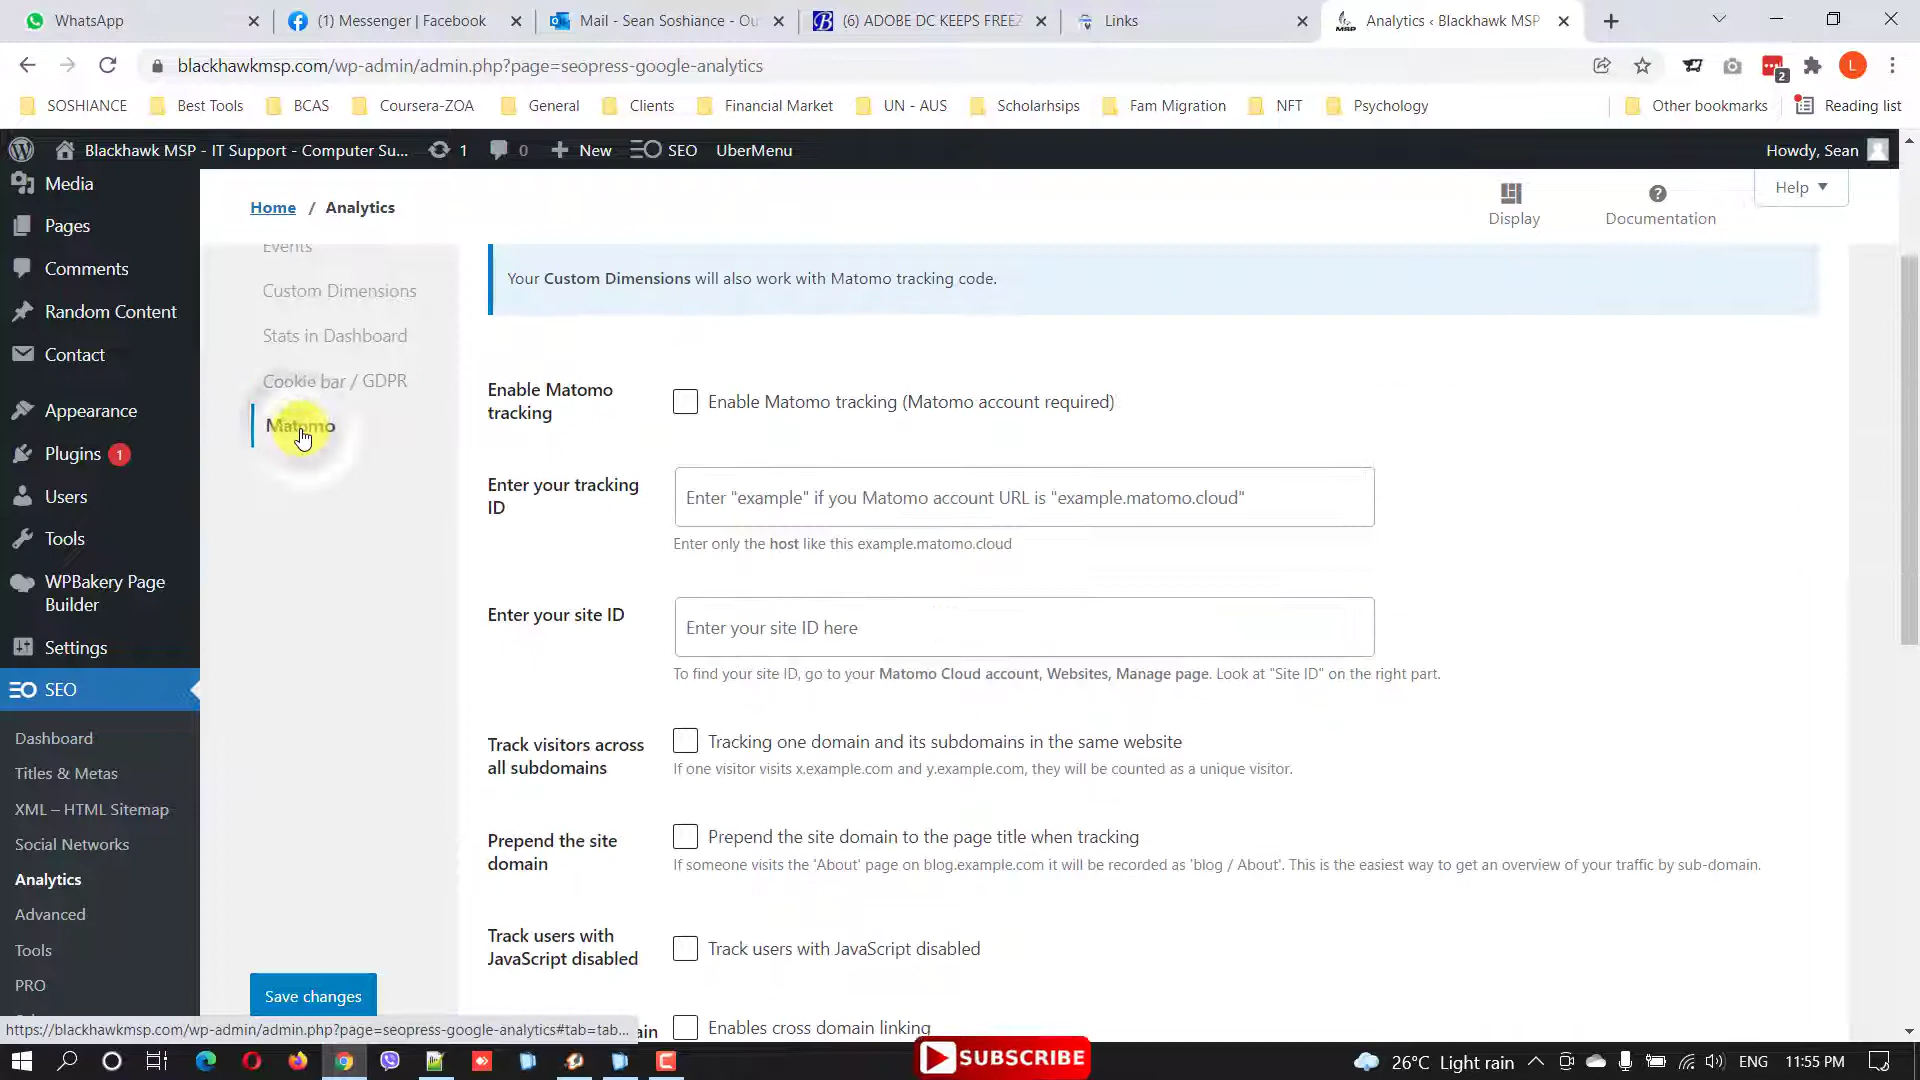 WhatsApp
(1) Messenger | Facebook
Mail - Sean Soshiance - Ou
(6) ADOBE DC KEEPS FREEZ
Links
Analytics ‹ Blackhawk MSP
blackhawkmsp.com/wp-admin/admin.php?page=seopress-google-analytics
2
L
SOSHIANCE
Best Tools
BCAS
Coursera-ZOA
General
Clients
Financial Market
UN - AUS
Scholarhsips
Fam Migration
NFT
Psychology
Other bookmarks
Reading list
Blackhawk MSP - IT Support - Computer Su...
1
0
New
SEO
UberMenu
Howdy, Sean
Media
Pages
Comments
Random Content
Contact
Appearance
Plugins 1
Users
Tools
WPBakery Page
Builder
Settings
SEO
Dashboard
Titles & Metas
XML – HTML Sitemap
Social Networks
Analytics
Advanced
Tools
PRO
Home / Analytics
Display
Documentation
Help
Events
Custom Dimensions
Stats in Dashboard
Cookie bar / GDPR
Matomo
Save changes
Your Custom Dimensions will also work with Matomo tracking code.
Enable Matomo
tracking
Enable Matomo tracking (Matomo account required)
Enter your tracking
ID
Enter "example" if you Matomo account URL is "example.matomo.cloud"
Enter only the host like this example.matomo.cloud
Enter your site ID
Enter your site ID here
To find your site ID, go to your Matomo Cloud account, Websites, Manage page. Look at "Site ID" on the right part.
Track visitors across
all subdomains
Tracking one domain and its subdomains in the same website
If one visitor visits x.example.com and y.example.com, they will be counted as a unique visitor.
Prepend the site
domain
Prepend the site domain to the page title when tracking
If someone visits the 'About' page on blog.example.com it will be recorded as 'blog / About'. This is the easiest way to get an overview of your traffic by sub-domain.
Track users with
JavaScript disabled
Track users with JavaScript disabled
Enables cross domain linking
https://blackhawkmsp.com/wp-admin/admin.php?page=seopress-google-analytics#tab=tab...
SUBSCRIBE
26°C Light rain
ENG
11:55 PM